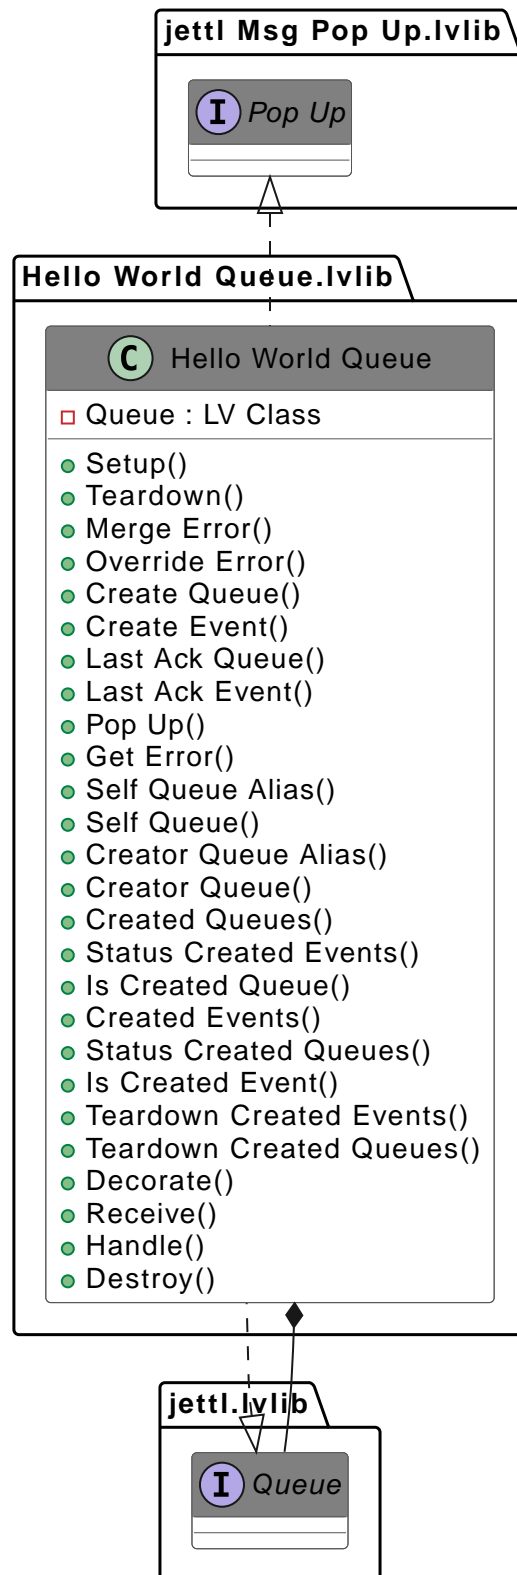 jettl Msg Pop Up.lvlib
I Pop Up
Hello World Queue.lvlib
C Hello World Queue
Queue : LV Class
Setup()
Teardown()
Merge Error()
Override Error()
Create Queue()
Create Event()
Last Ack Queue()
Last Ack Event()
Pop Up()
Get Error()
Self Queue Alias()
Self Queue()
Creator Queue Alias()
Creator Queue()
Created Queues()
Status Created Events()
Is Created Queue()
Created Events()
Status Created Queues()
Is Created Event()
Teardown Created Events()
Teardown Created Queues()
Decorate()
Receive()
Handle()
Destroy()
jettl.lvlib
I Queue